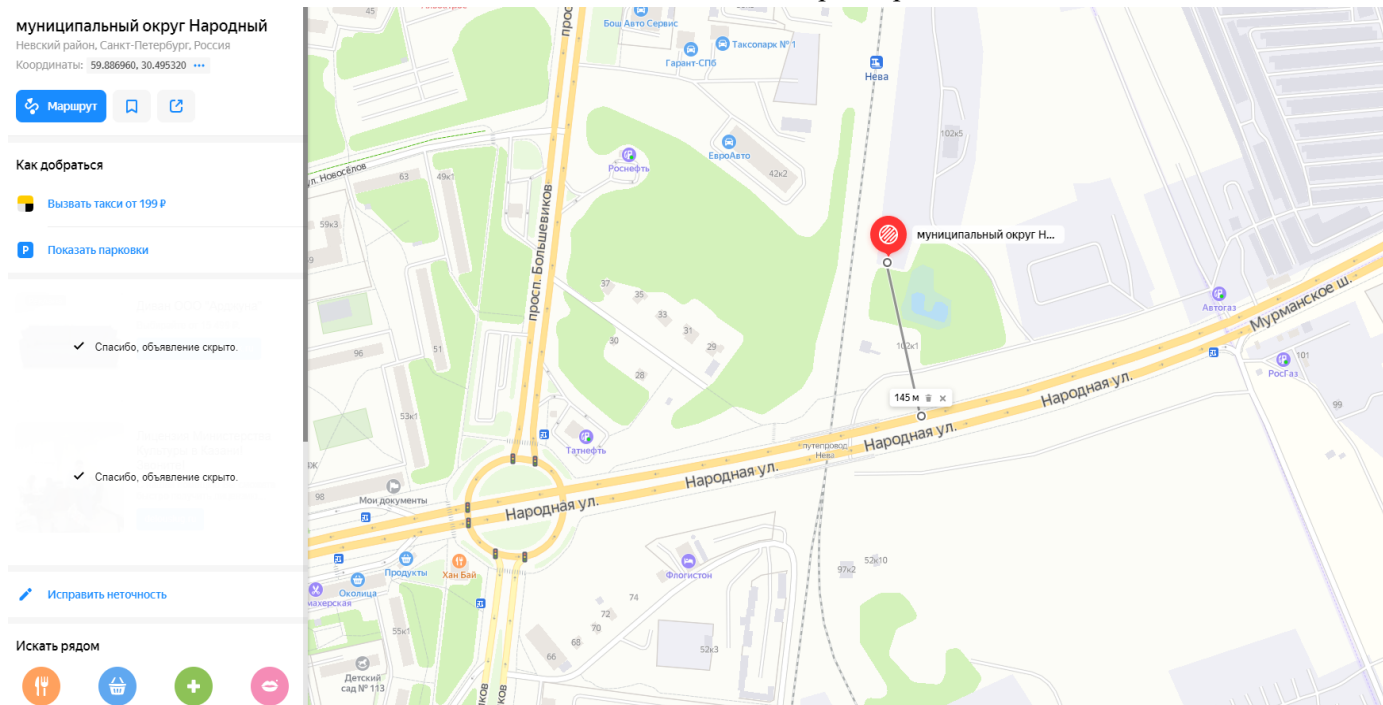 муниципальный округ Народный
Невский район, Санкт-Петербург, Россия
Координаты: 59.886960, 30.495320 ...
Маршрут
Как добраться
Вызвать такси от 199 ₽
P Показать парковки
Спасибо, объявление скрыто.
Спасибо, объявление скрыто.
Исправить неточность
Искать рядом
45
Бош Авто Сервис
Таксопарк № 1
Гарант-СПб
Нева
102к5
ЕвроАвто
Роснефть
42к2
ул. Новосёлов
63
49к1
59к3
просп. Большевиков
муниципальный округ Н...
37
35
33
31
30
29
28
96
51
53к1
102к1
Автогаз
Мурманское ш.
101
РосГаз
99
145 м
Народная ул.
Народная ул.
путепровод
Нева
Татнефть
Народная ул.
Народная ул.
98
Мои документы
Продукты
Хан Бай
Околица
махерская
Флогистон
52к10
97к2
74
72
70
68
66
52к3
55к1
Детский
сад № 113